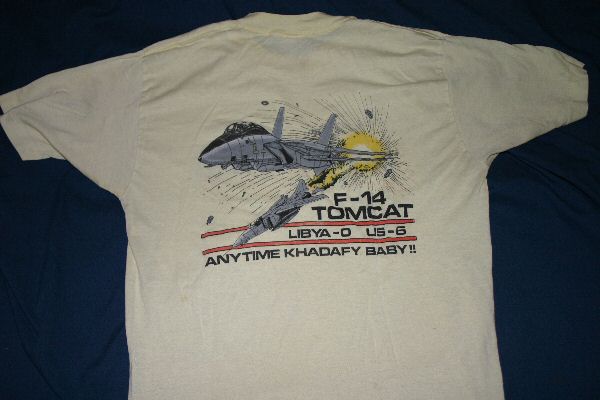 F-14
TOMCAT
LIBYA-0 US-6
ANYTIME KHADAFY BABY!!